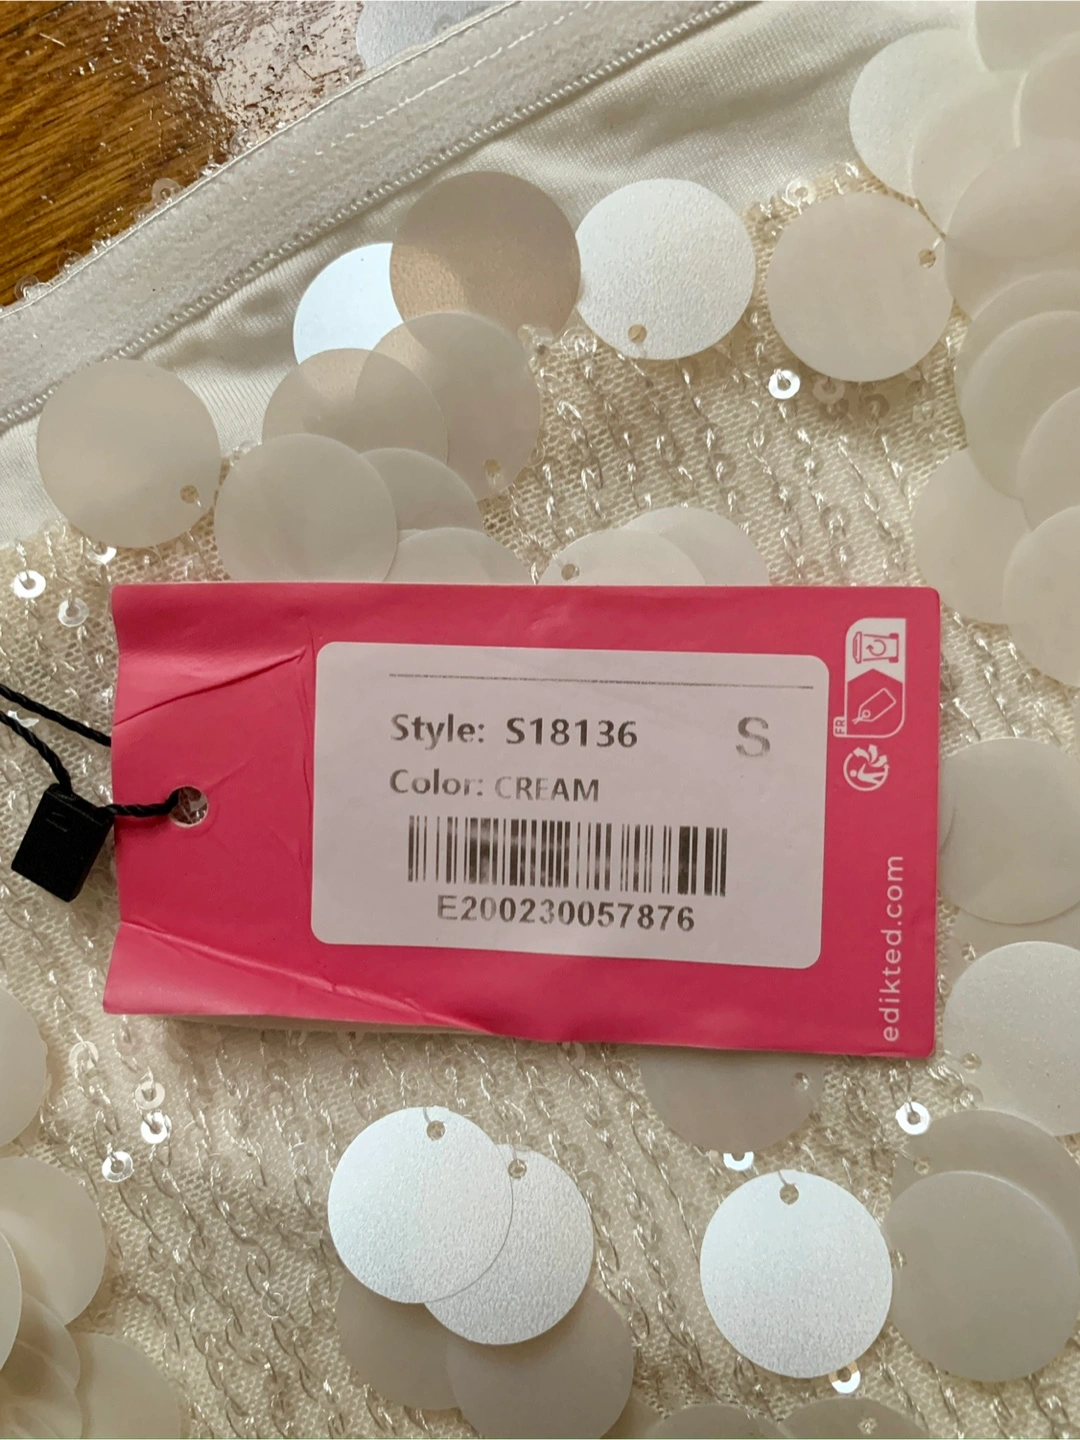 Style: S18136 S
Color: CREAM
E200230057876
FR
edikted.com